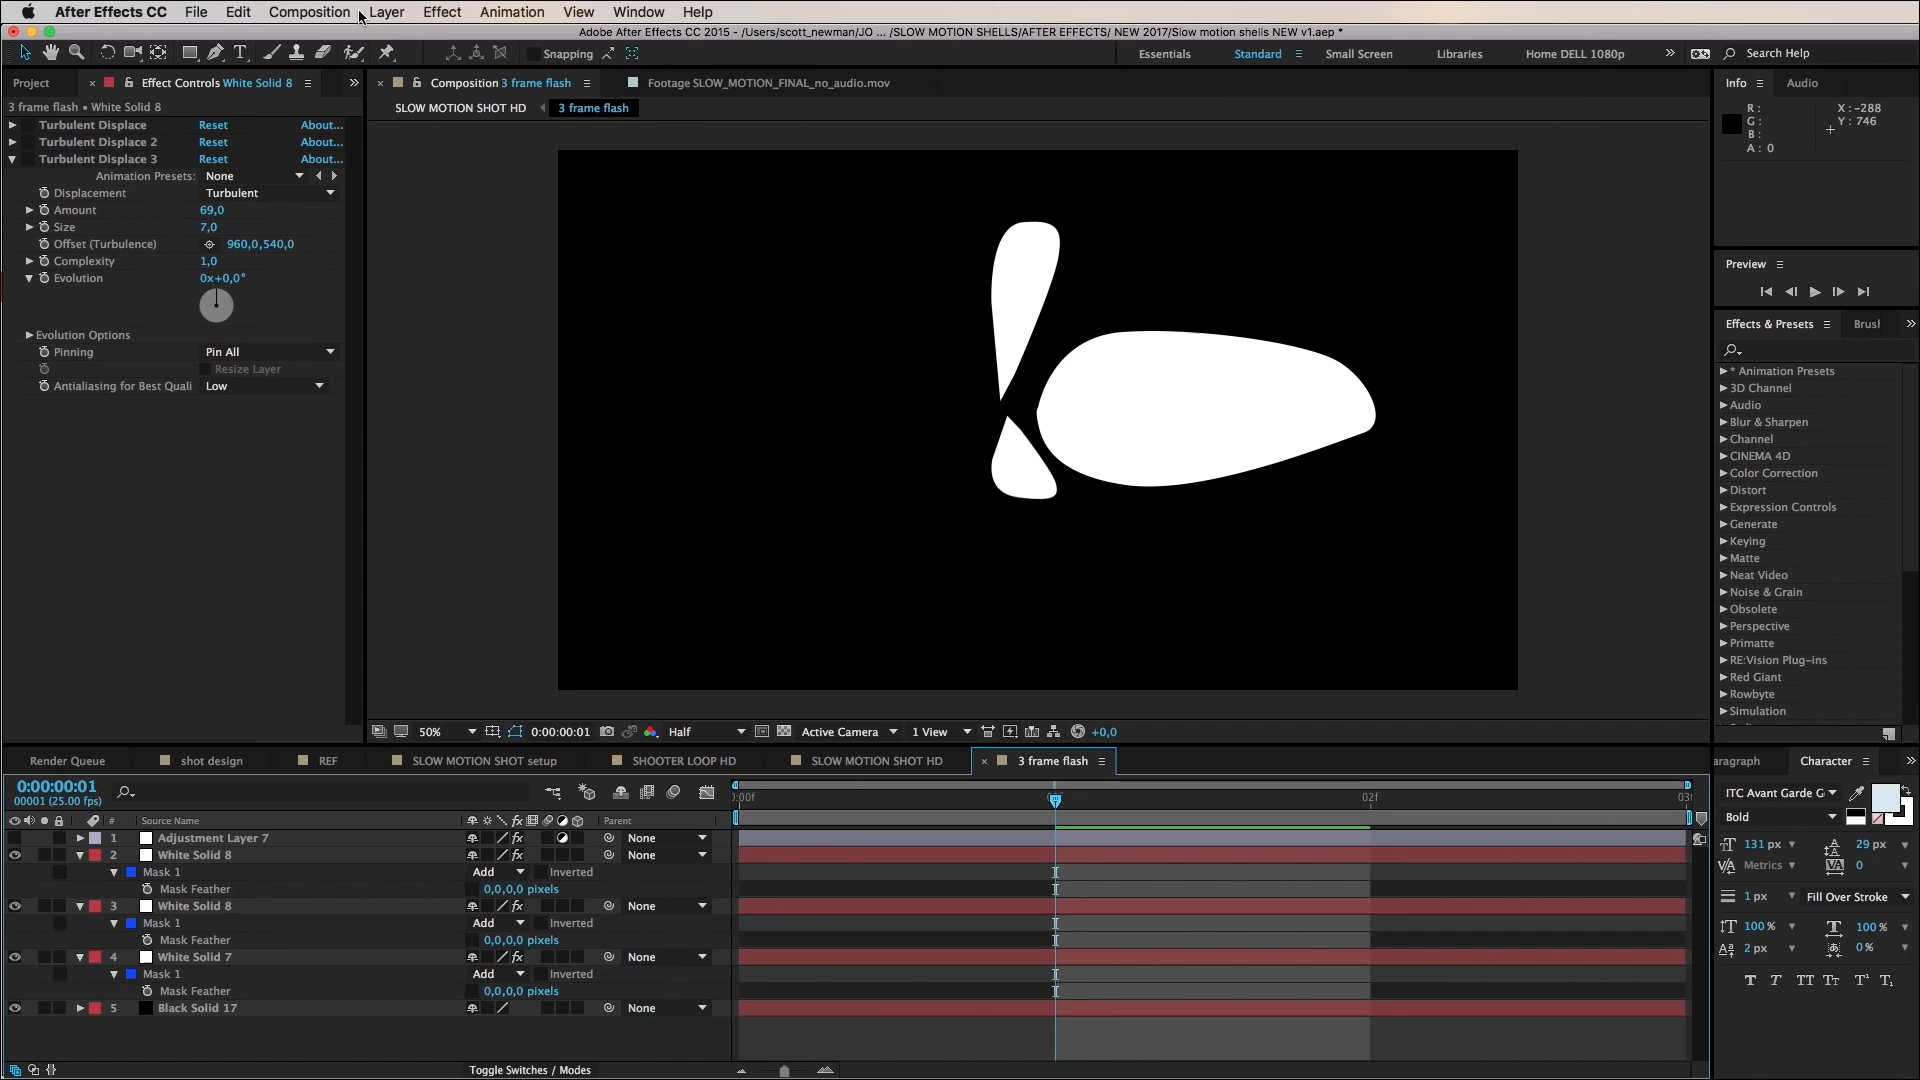 After Effects CC File Edit Composition Layer Effect Animation View Window Help
Adobe After Effects CC 2015 - /Users/scott_newman/JO ... /SLOW MOTION SHELLS/AFTER EFFECTS/ NEW 2017/Slow motion shells NEW v1.aep *
Snapping
Essentials Standard Small Screen Libraries Home DELL 1080p Search Help
Project Effect Controls White Solid 8
Composition 3 frame flash Footage SLOW_MOTION_FINAL_no_audio.mov
Info Audio
3 frame flash • White Solid 8
SLOW MOTION SHOT HD 3 frame flash
R: X: -288
G: Y: 746
B:
A: 0
Turbulent Displace Reset About...
Turbulent Displace 2 Reset About...
Turbulent Displace 3 Reset About...
Animation Presets: None
Displacement Turbulent
Amount 69,0
Size 7,0
Offset (Turbulence) 960,0,540,0
Complexity 1,0
Evolution 0x+0,0°
Evolution Options
Pinning Pin All
Resize Layer
Antialiasing for Best Quali Low
Preview
Effects & Presets Brusl
* Animation Presets
3D Channel
Audio
Blur & Sharpen
Channel
CINEMA 4D
Color Correction
Distort
Expression Controls
Generate
Keying
Matte
Neat Video
Noise & Grain
Obsolete
Perspective
Primatte
RE:Vision Plug-ins
Red Giant
Rowbyte
Simulation
50% 0:00:00:01 Half Active Camera 1 View +0,0
Render Queue shot design REF SLOW MOTION SHOT setup SHOOTER LOOP HD SLOW MOTION SHOT HD 3 frame flash
0:00:00:01
00001 (25.00 fps)
):00f 02f 03f
# Source Name fx Parent
1 Adjustment Layer 7 fx None
2 White Solid 8 fx None
Mask 1 Add Inverted
Mask Feather 0,0,0,0 pixels
3 White Solid 8 fx None
Mask 1 Add Inverted
Mask Feather 0,0,0,0 pixels
4 White Solid 7 fx None
Mask 1 Add Inverted
Mask Feather 0,0,0,0 pixels
5 Black Solid 17 None
Toggle Switches / Modes
aragraph Character
ITC Avant Garde G
Bold
131 px 29 px
Metrics 0
1 px Fill Over Stroke
100 % 100 %
2 px 0 %
T T TT Tt T¹ T₁